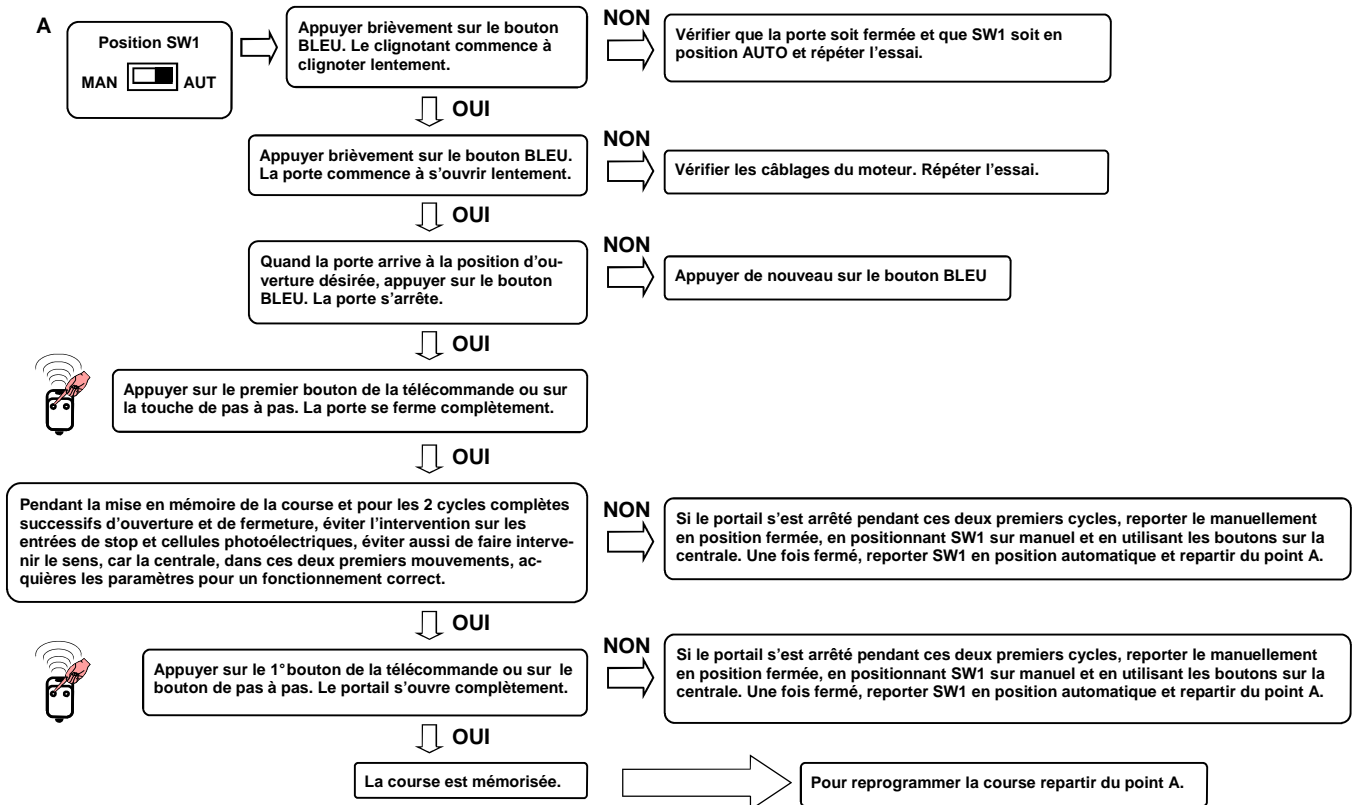 A
Position SW1
MAN AUT
Appuyer brièvement sur le bouton
BLEU. Le clignotant commence à
clignoter lentement.
NON
Vérifier que la porte soit fermée et que SW1 soit en
position AUTO et répéter l'essai.
OUI
Appuyer brièvement sur le bouton BLEU.
La porte commence à s'ouvrir lentement.
NON
Vérifier les câblages du moteur. Répéter l'essai.
OUI
Quand la porte arrive à la position d'ou-
verture désirée, appuyer sur le bouton
BLEU. La porte s'arrête.
NON
Appuyer de nouveau sur le bouton BLEU
OUI
Appuyer sur le premier bouton de la télécommande ou sur
la touche de pas à pas. La porte se ferme complètement.
OUI
Pendant la mise en mémoire de la course et pour les 2 cycles complètes
successifs d'ouverture et de fermeture, éviter l'intervention sur les
entrées de stop et cellules photoélectriques, éviter aussi de faire interve-
nir le sens, car la centrale, dans ces deux premiers mouvements, ac-
quières les paramètres pour un fonctionnement correct.
NON
Si le portail s'est arrêté pendant ces deux premiers cycles, reporter le manuellement
en position fermée, en positionnant SW1 sur manuel et en utilisant les boutons sur la
centrale. Une fois fermé, reporter SW1 en position automatique et repartir du point A.
OUI
Appuyer sur le 1° bouton de la télécommande ou sur le
bouton de pas à pas. Le portail s'ouvre complètement.
NON
Si le portail s'est arrêté pendant ces deux premiers cycles, reporter le manuellement
en position fermée, en positionnant SW1 sur manuel et en utilisant les boutons sur la
centrale. Une fois fermé, reporter SW1 en position automatique et repartir du point A.
OUI
La course est mémorisée.
Pour reprogrammer la course repartir du point A.